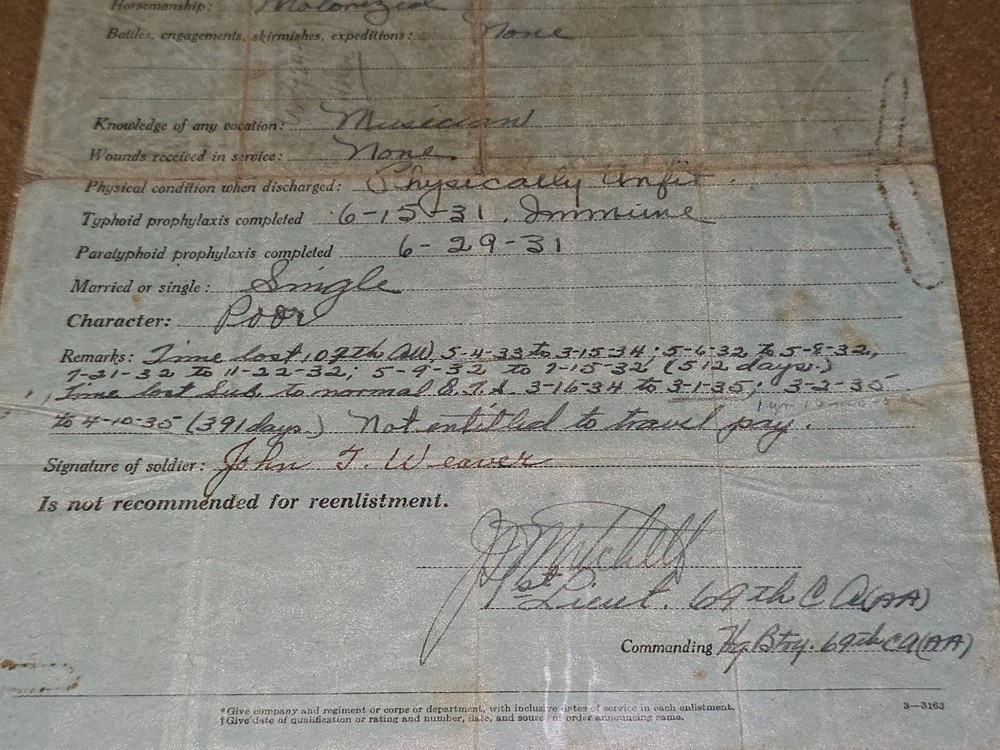 Horsemanship: Motorized
Battles, engagements, skirmishes, expeditions: None
Knowledge of any vocation: Musician
Wounds received in service: None.
Physical condition when discharged: Physically Unfit.
Typhoid prophylaxis completed 6-15-31. Immune
Paratyphoid prophylaxis completed 6-29-31
Married or single: Single
Character: Poor
Remarks: Time lost 107th AW, 5-4-33 to 3-15-34; 5-6-32 to 5-8-32,
7-21-32 to 11-22-32; 5-9-32 to 7-15-32 (512 days.)
Time lost Sub. to normal E.T.S. 3-16-34 to 3-1-35; 3-2-35
to 4-10-35 (391 days.) Not entitled to travel pay.
Signature of soldier: John T. Weaver
Is not recommended for reenlistment.
Mitchell
1st Lieut. 69th C A (AA)
Commanding Hq. Btry. 69th CA (AA)
*Give company and regiment or corps or department, with inclusive dates of service in each enlistment.
†Give date of qualification or rating and number, date, and source of order announcing same.
3—3163